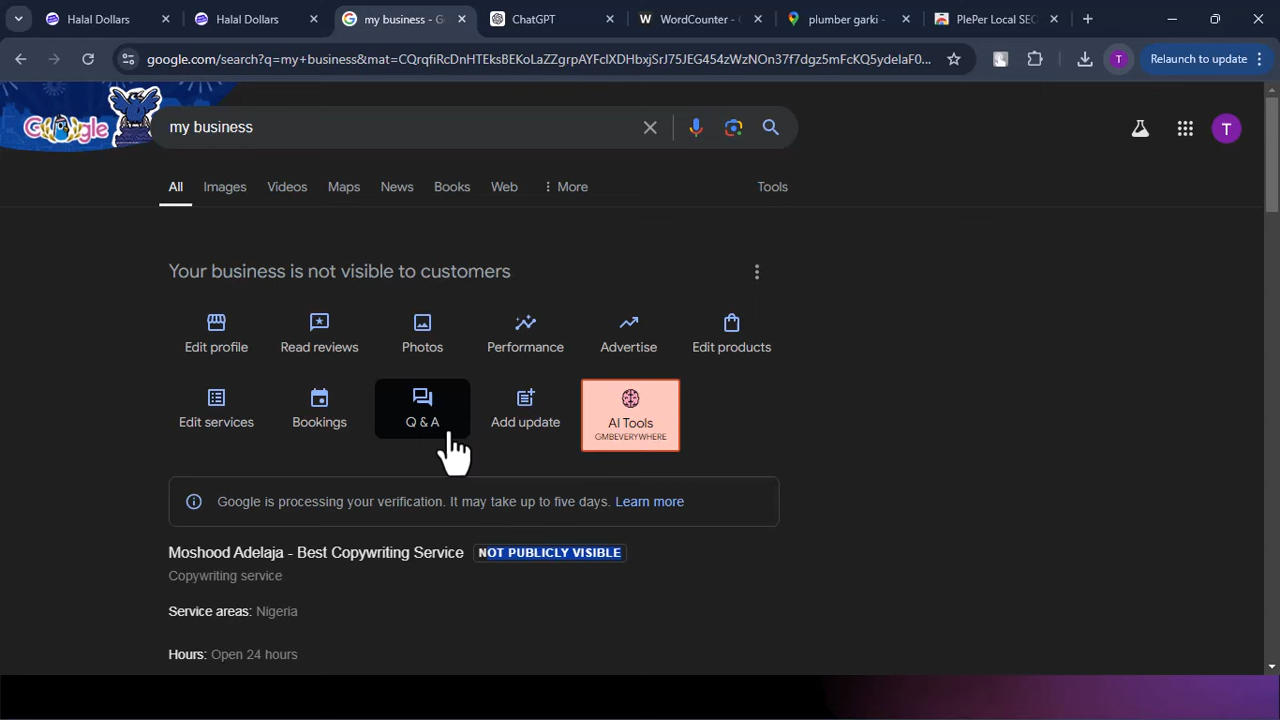 Halal Dollars
Halal Dollars
my business - G
ChatGPT
WordCounter - 
plumber garki - 
PlePer Local SEO
google.com/search?q=my+business&mat=CQrqfiRcDnHTEksBEKoLaZZgrpAYFclXDHbxjSrJ75JEG454zWzNOn37f7dgz5mFcKQ5ydeIaF0...
T
Relaunch to update
Google
my business
T
All
Images
Videos
Maps
News
Books
Web
More
Tools
Your business is not visible to customers
Edit profile
Read reviews
Photos
Performance
Advertise
Edit products
Edit services
Bookings
Q & A
Add update
AI Tools
GMBEVERYWHERE
Google is processing your verification. It may take up to five days. Learn more
Moshood Adelaja - Best Copywriting Service NOT PUBLICLY VISIBLE
Copywriting service
Service areas: Nigeria
Hours: Open 24 hours